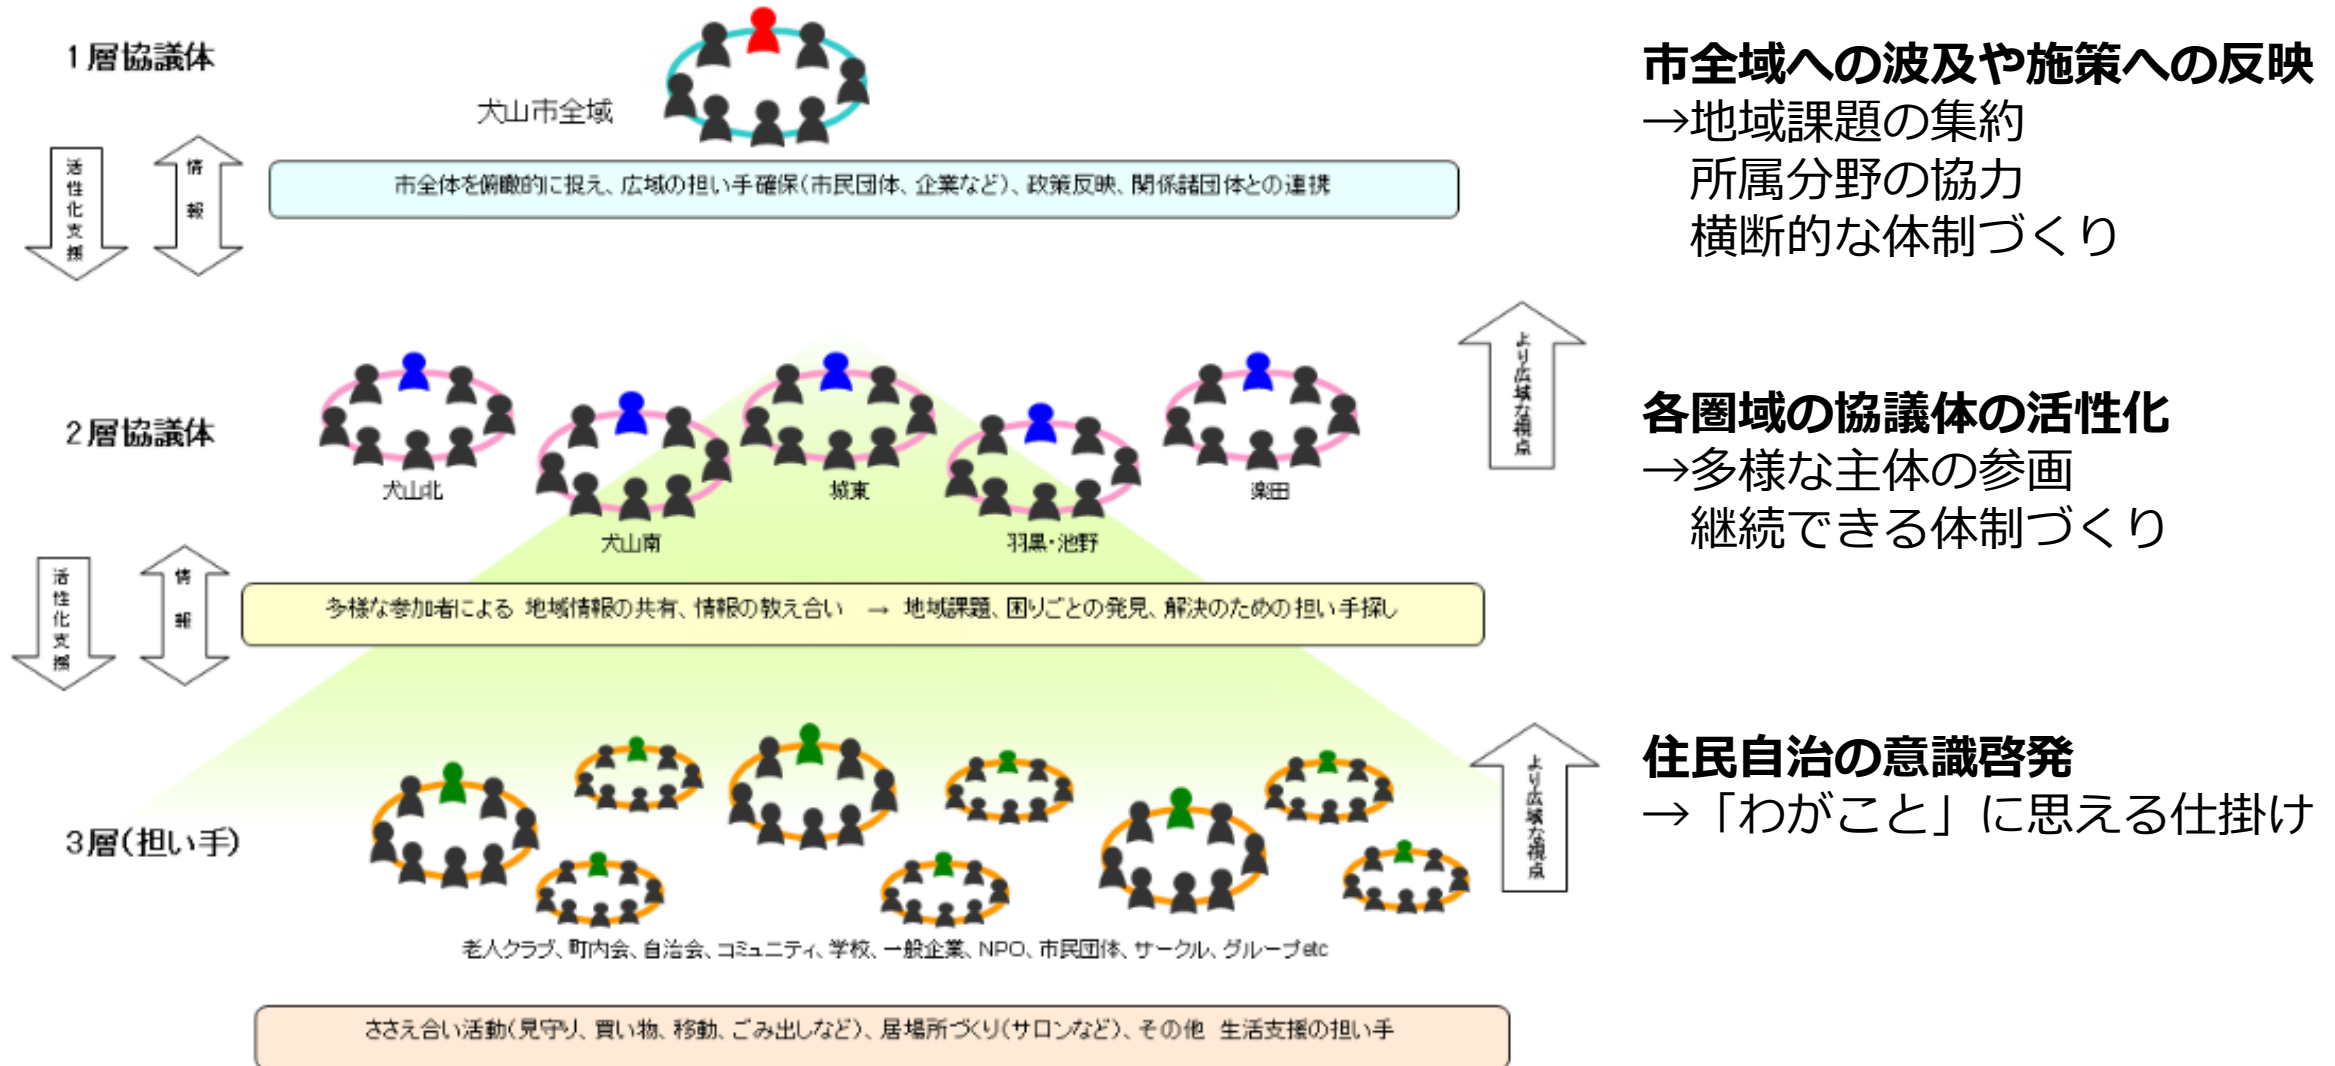 1層協議体
犬山市全域
活性化支援
情報
市全体を俯瞰的に捉え、広域の担い手確保(市民団体、企業など)、政策反映、関係諸団体との連携
市全域への波及や施策への反映
→地域課題の集約
所属分野の協力
横断的な体制づくり
より広域な視点
2層協議体
犬山北
犬山南
城東
羽黒・池野
楽田
各圏域の協議体の活性化
→多様な主体の参画
継続できる体制づくり
活性化支援
情報
多様な参加者による 地域情報の共有、情報の教え合い → 地域課題、困りごとの発見、解決のための担い手探し
より広域な視点
3層(担い手)
住民自治の意識啓発
→「わがこと」に思える仕掛け
老人クラブ、町内会、自治会、コミュニティ、学校、一般企業、NPO、市民団体、サークル、グループetc
ささえ合い活動(見守り、買い物、移動、ごみ出しなど)、居場所づくり(サロンなど)、その他 生活支援の担い手